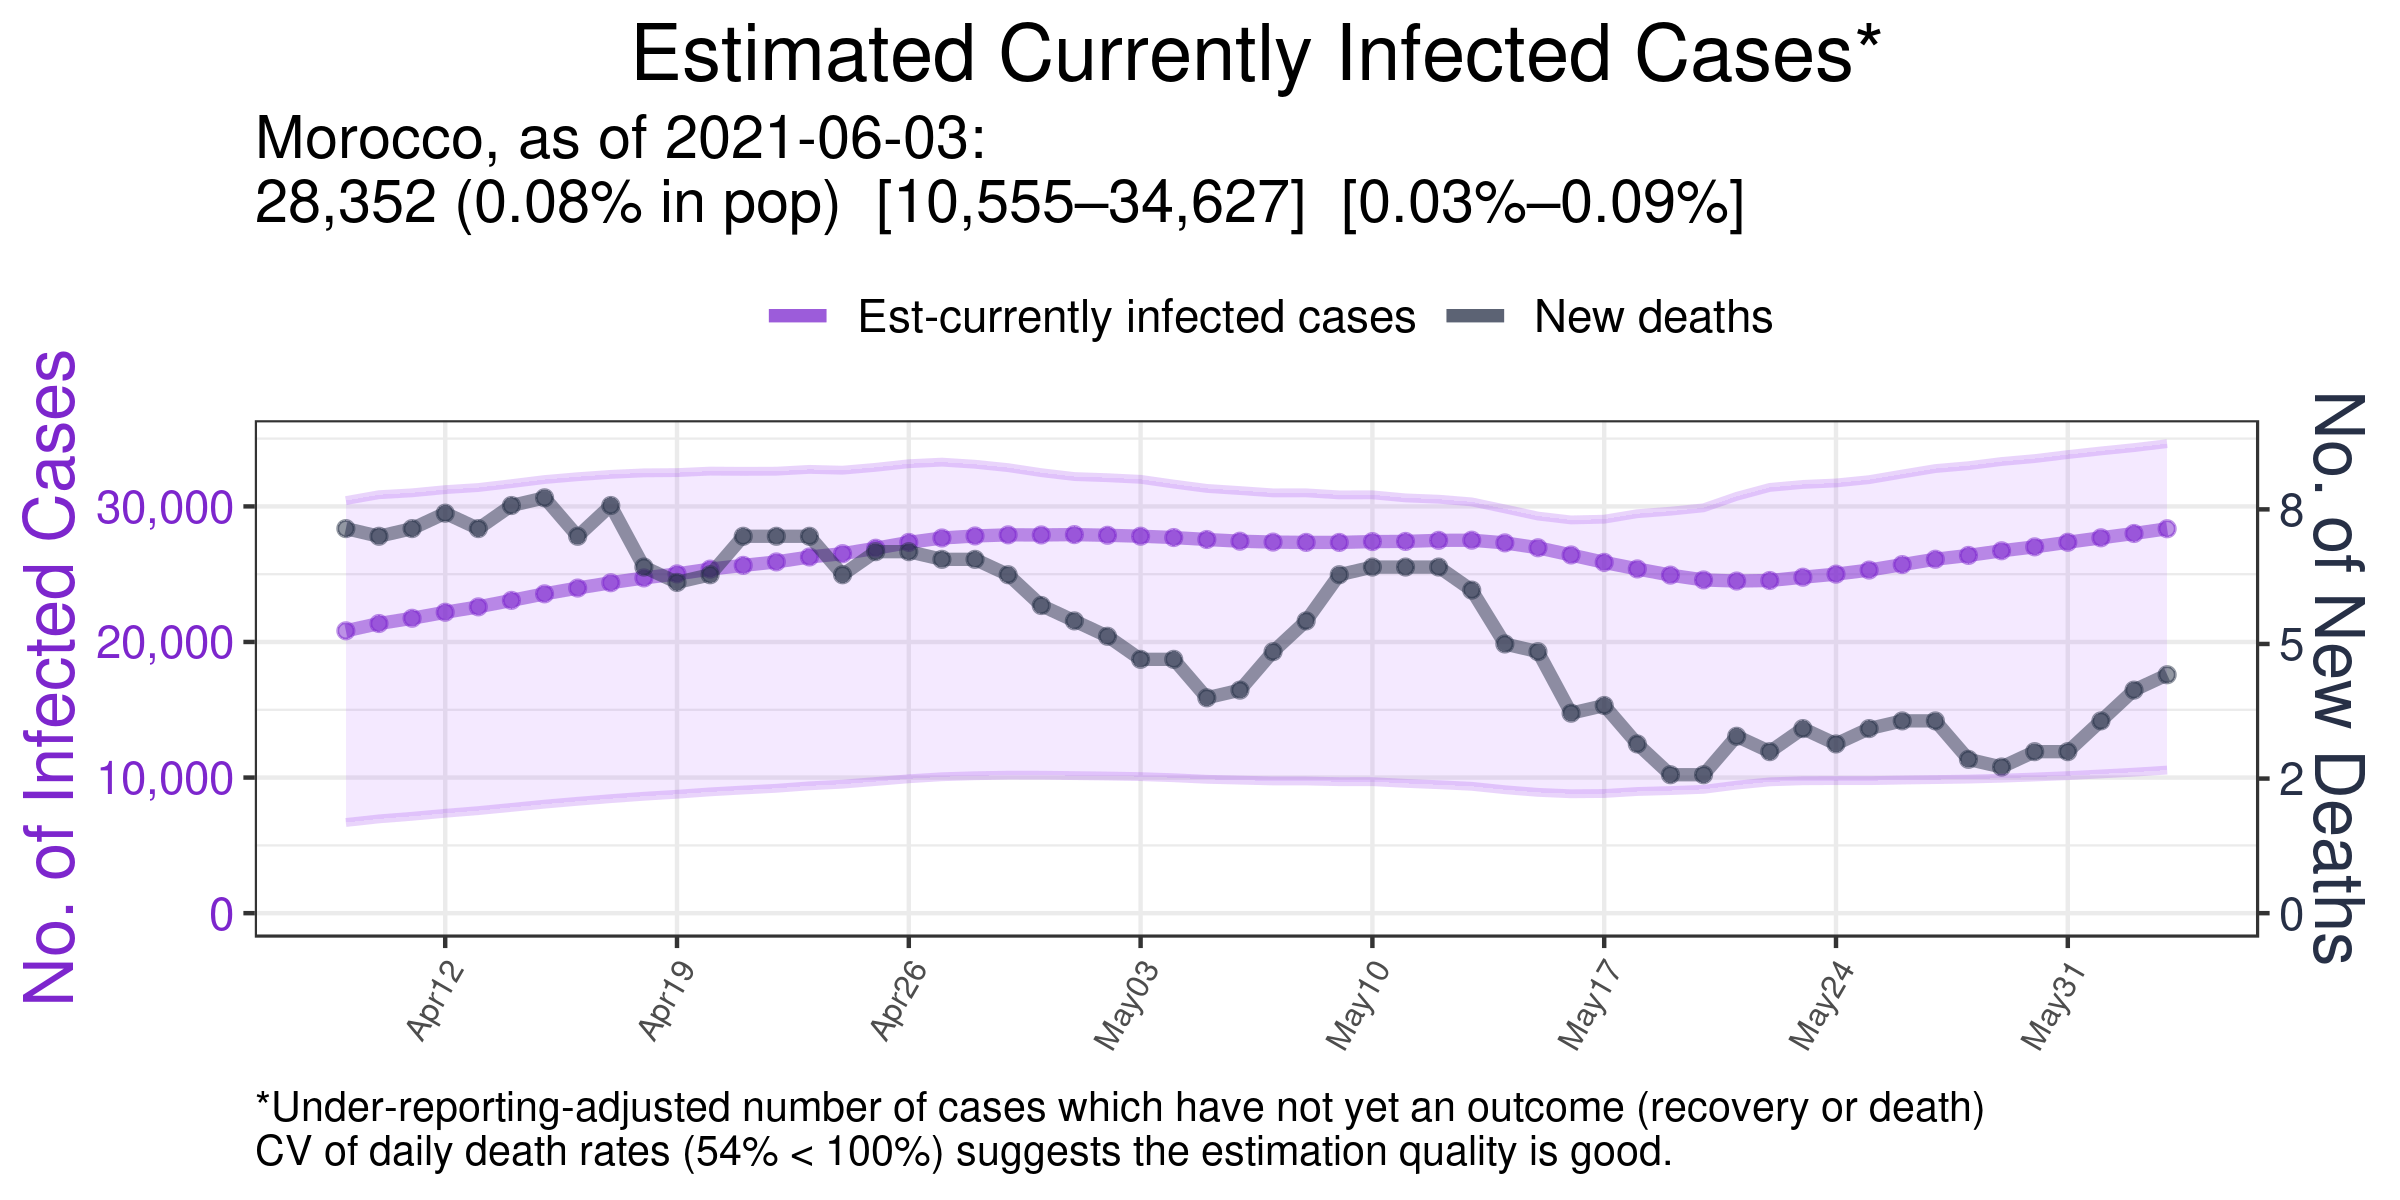 Estimated Currently Infected Cases*
Morocco, as of 2021-06-03:
28,352 (0.08% in pop) [10,555–34,627] [0.03%–0.09%]
Est-currently infected cases
New deaths
No. of Infected Cases
30,000
20,000
10,000
0
8
5
2
0
No. of New Deaths
Apr12
Apr19
Apr26
May03
May10
May17
May24
May31
*Under-reporting-adjusted number of cases which have not yet an outcome (recovery or death)
CV of daily death rates (54% < 100%) suggests the estimation quality is good.